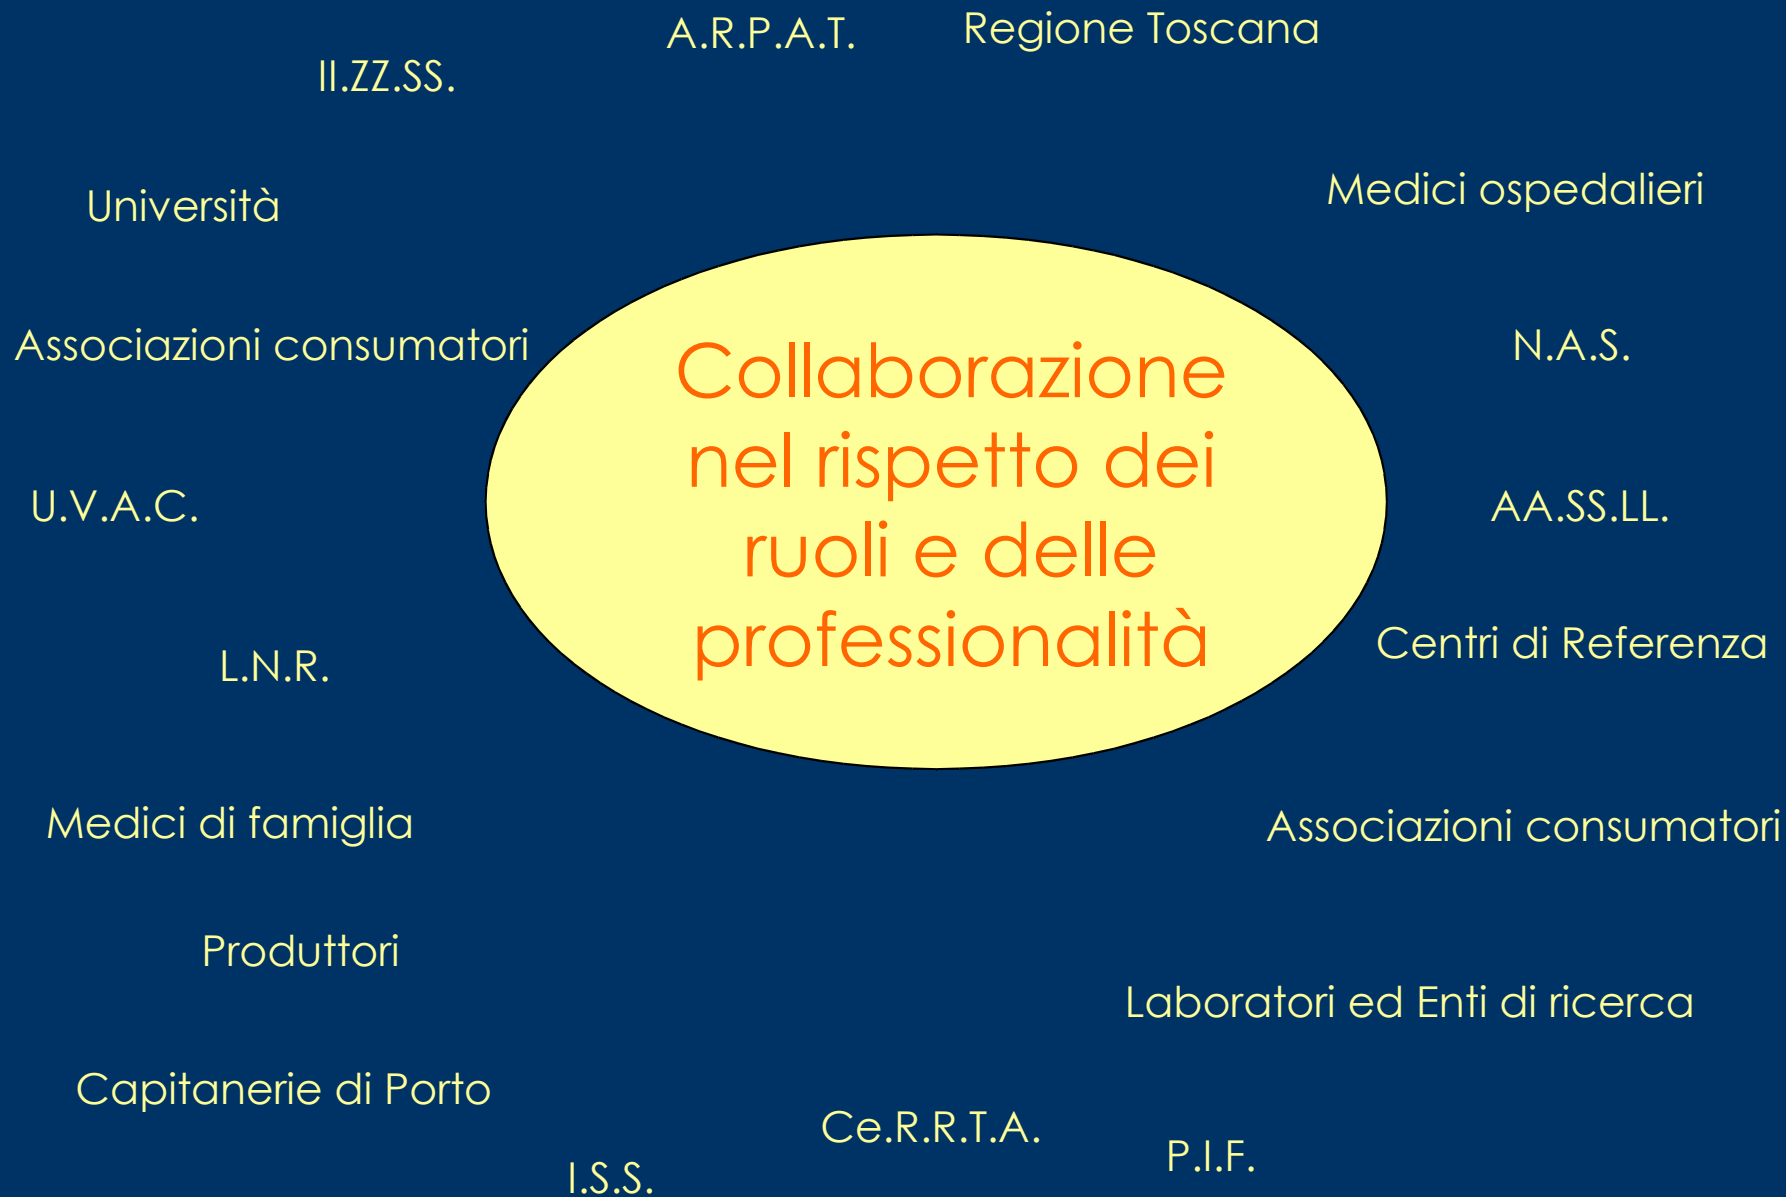 A.R.P.A.T.
Regione Toscana
II.ZZ.SS.
Università
Medici ospedalieri
Associazioni consumatori
N.A.S.
Collaborazione
nel rispetto dei
ruoli e delle
professionalità
U.V.A.C.
AA.SS.LL.
L.N.R.
Centri di Referenza
Medici di famiglia
Associazioni consumatori
Produttori
Laboratori ed Enti di ricerca
Capitanerie di Porto
Ce.R.R.T.A.
P.I.F.
I.S.S.